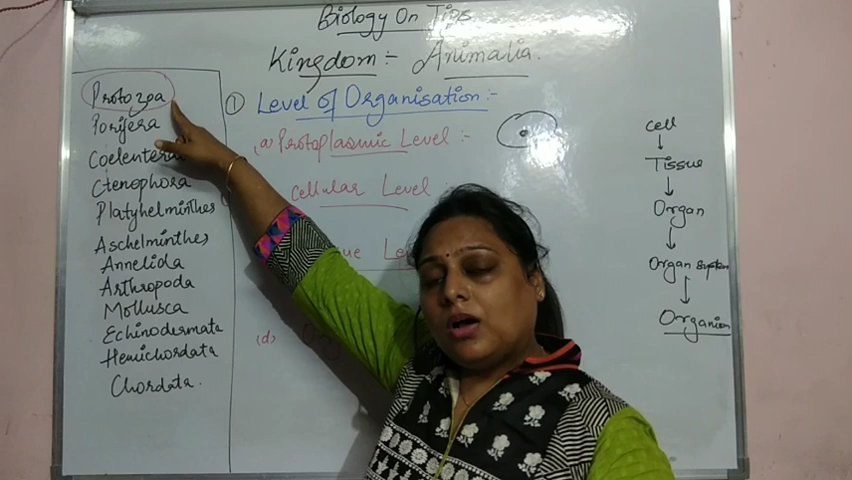 Biology On Tips
Kingdom :- Animalia.
Protozoa
Porifera
Coelentera
Ctenophora
Platyhelminthes
Aschelminthes
Annelida
Arthropoda
Mollusca
Echinodermata
Hemichordata
Chordata.
① Level of Organisation :-
(a) Protoplasmic Level :-
Cellular Level
(d)
Cell
↓
Tissue
↓
Organ
↓
Organ System
↓
Organism